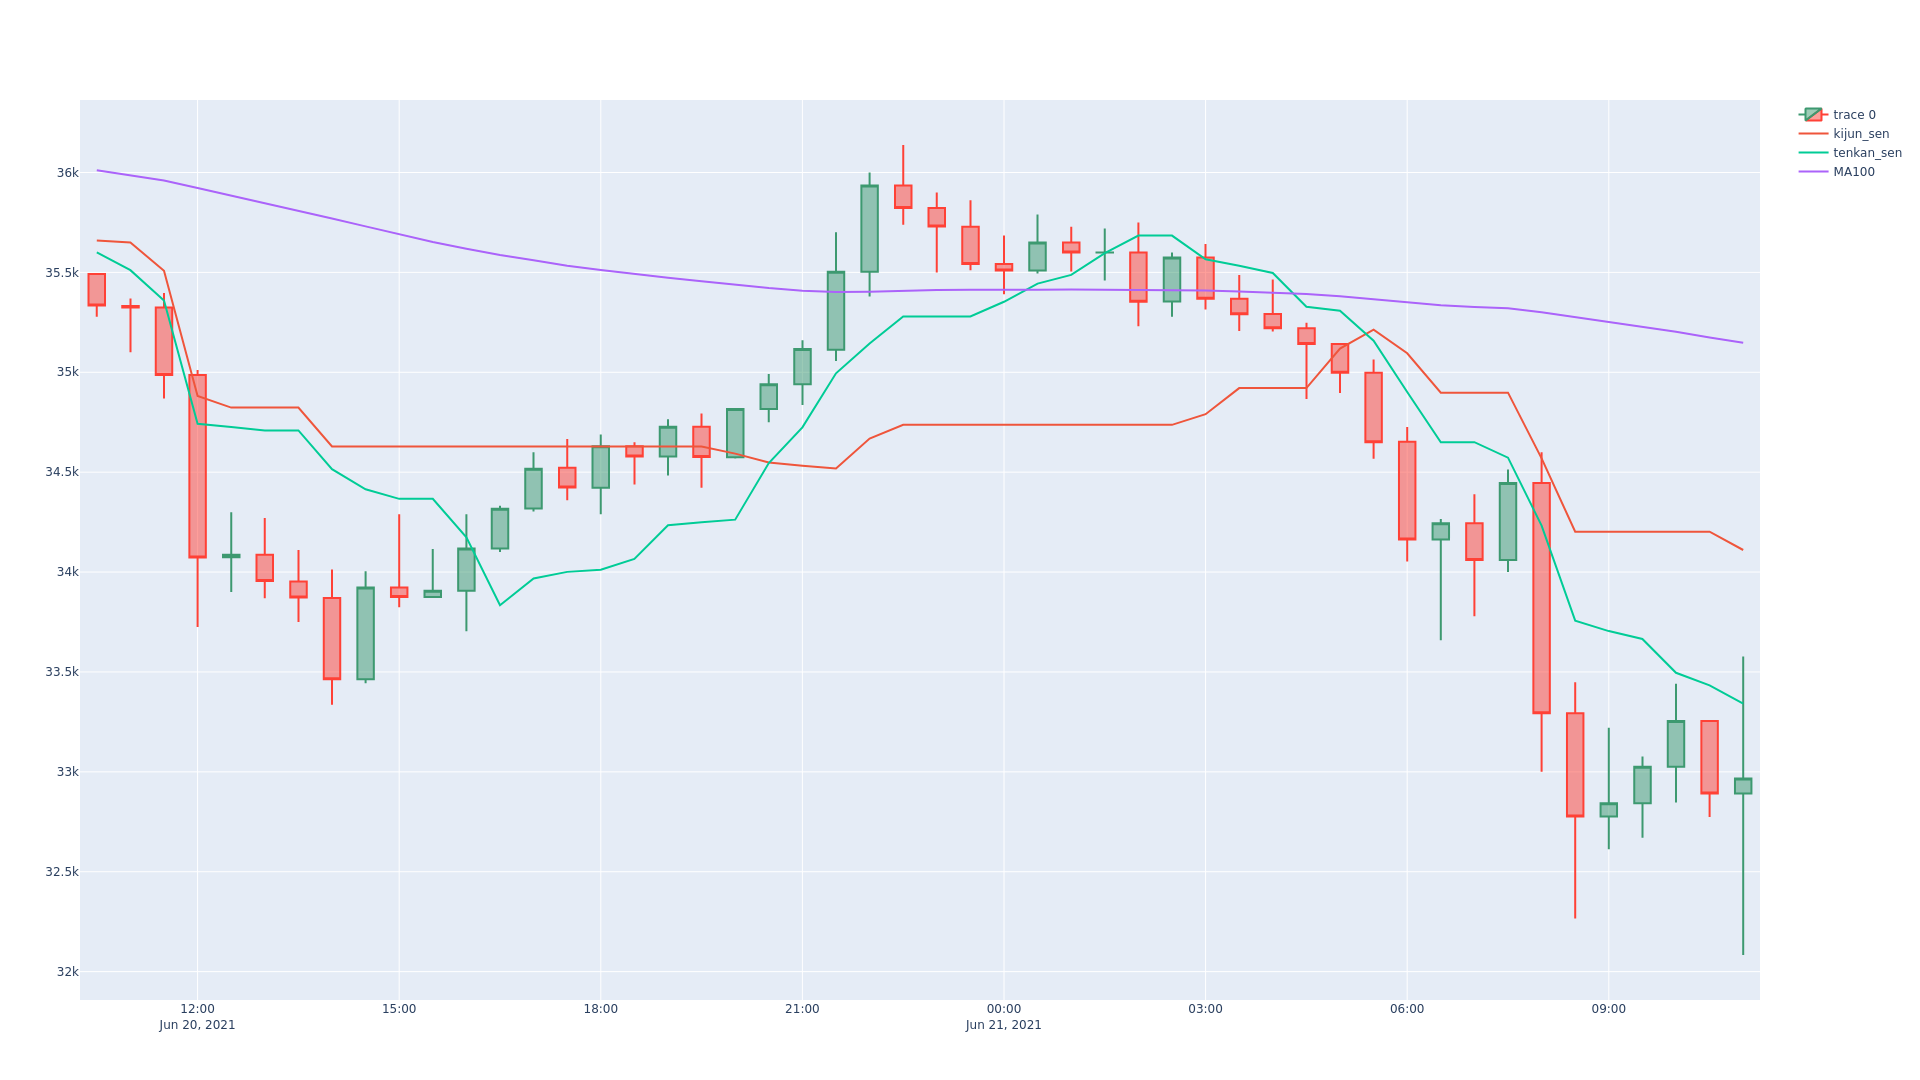 trace 0
kijun_sen
tenkan_sen
MA100
36k
35.5k
35k
34.5k
34k
33.5k
33k
32.5k
32k
12:00 15:00 18:00 21:00 00:00 03:00 06:00 09:00
Jun 20, 2021 Jun 21, 2021